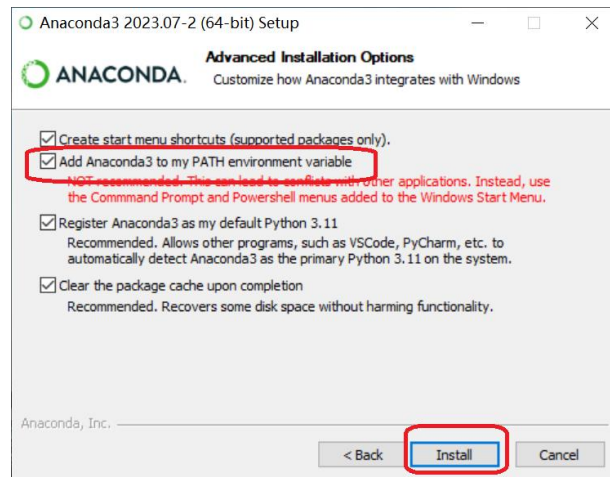 Anaconda3 2023.07-2 (64-bit) Setup
ANACONDA.
Advanced Installation Options
Customize how Anaconda3 integrates with Windows
Create start menu shortcuts (supported packages only).
Add Anaconda3 to my PATH environment variable
NOT recommended. This can lead to conflicts with other applications. Instead, use
the Commmand Prompt and Powershell menus added to the Windows Start Menu.
Register Anaconda3 as my default Python 3.11
Recommended. Allows other programs, such as VSCode, PyCharm, etc. to
automatically detect Anaconda3 as the primary Python 3.11 on the system.
Clear the package cache upon completion
Recommended. Recovers some disk space without harming functionality.
Anaconda, Inc.
< Back
Install
Cancel